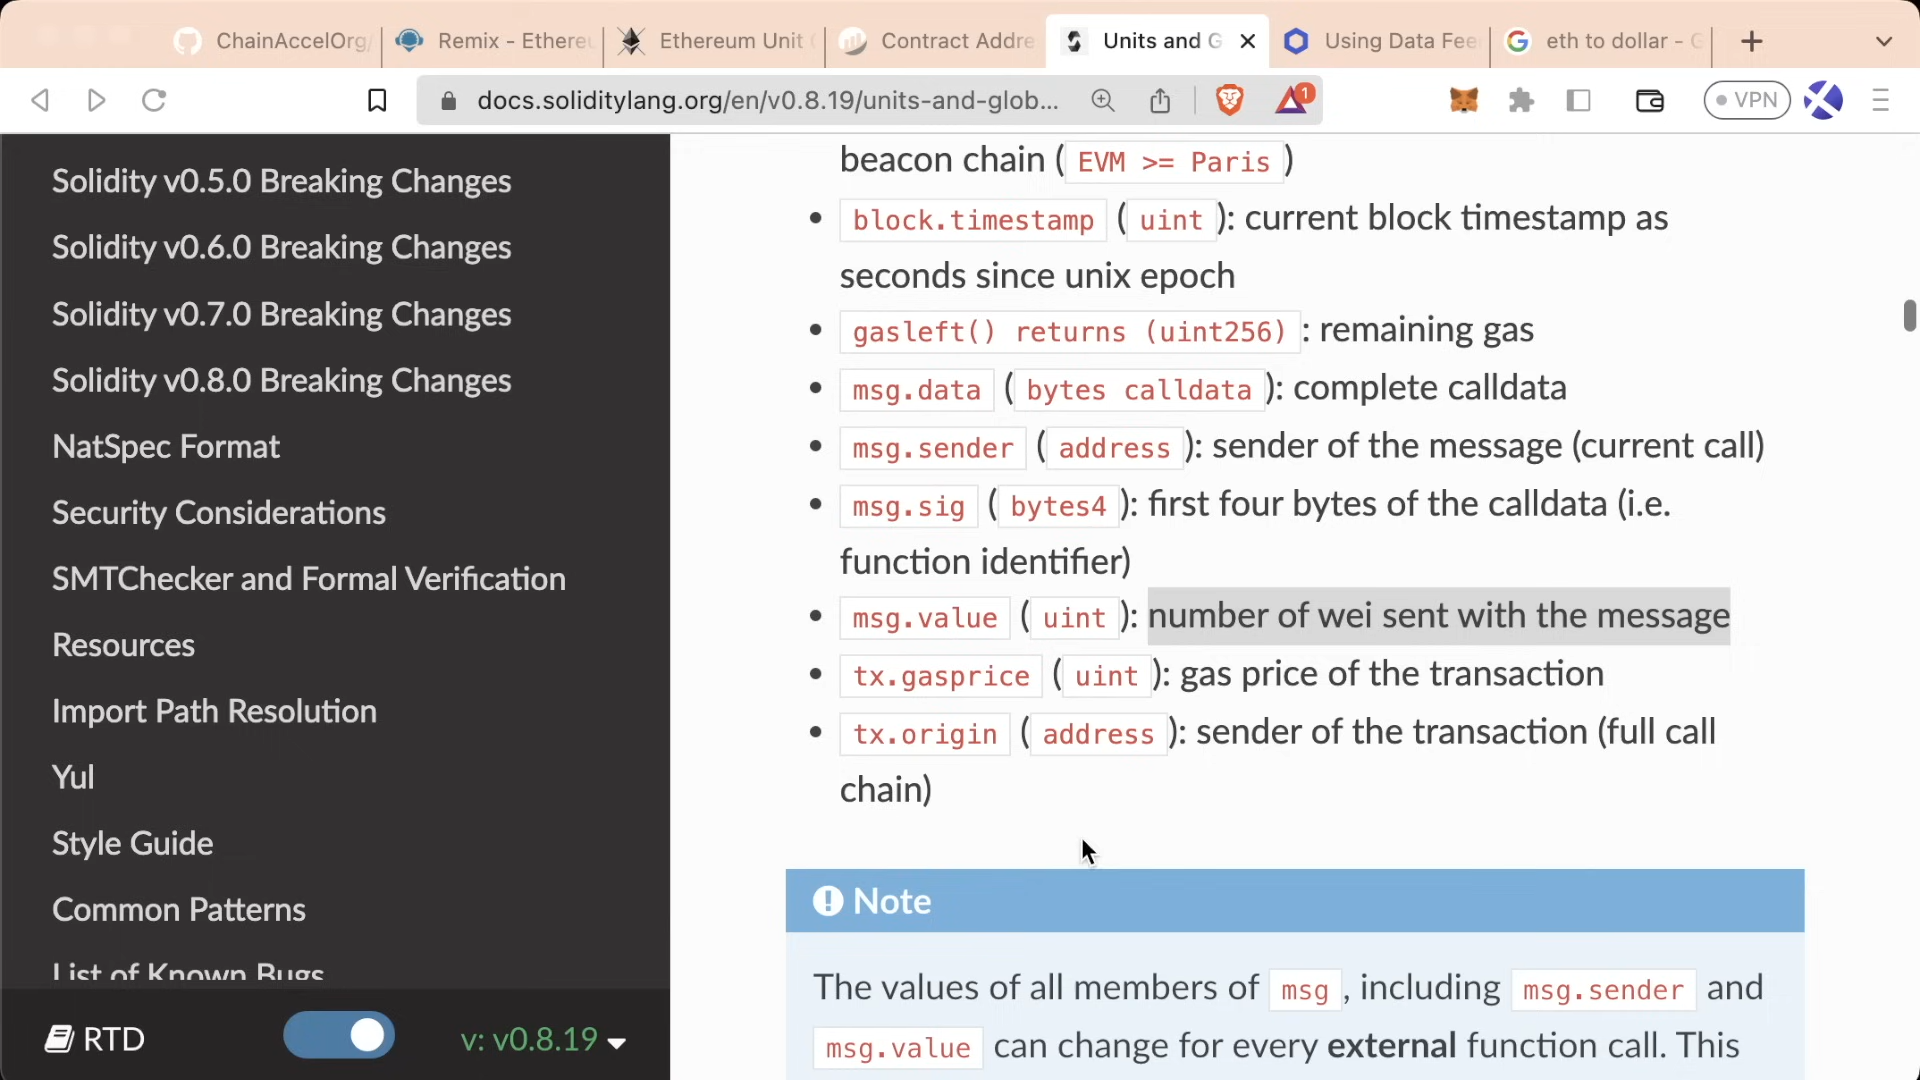 ChainAccelOrg/
Remix - Ethereu
Ethereum Unit
Contract Addre
Units and G
Using Data Fee
eth to dollar - G
docs.soliditylang.org/en/v0.8.19/units-and-glob...
1
VPN
Solidity v0.5.0 Breaking Changes
Solidity v0.6.0 Breaking Changes
Solidity v0.7.0 Breaking Changes
Solidity v0.8.0 Breaking Changes
NatSpec Format
Security Considerations
SMTChecker and Formal Verification
Resources
Import Path Resolution
Yul
Style Guide
Common Patterns
List of Known Bugs
RTD
v: v0.8.19
beacon chain ( EVM >= Paris )
block.timestamp ( uint ): current block timestamp as
seconds since unix epoch
gasleft() returns (uint256) : remaining gas
msg.data ( bytes calldata ): complete calldata
msg.sender ( address ): sender of the message (current call)
msg.sig ( bytes4 ): first four bytes of the calldata (i.e.
function identifier)
msg.value ( uint ): number of wei sent with the message
tx.gasprice ( uint ): gas price of the transaction
tx.origin ( address ): sender of the transaction (full call
chain)
Note
The values of all members of msg , including msg.sender and
msg.value can change for every external function call. This